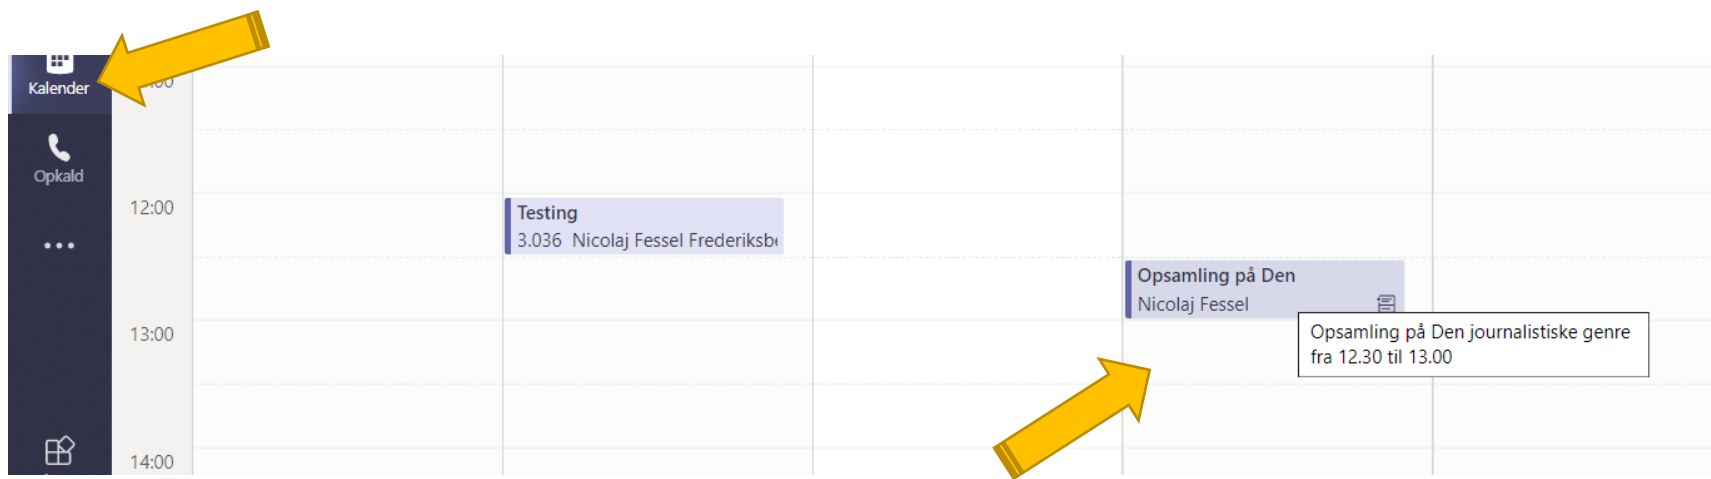 Kalender
Opkald
12:00
13:00
14:00
Testing
3.036 Nicolaj Fessel
Opsamling på Den
Nicolaj Fessel
Opsamling på Den journalistiske genre
fra 12.30 til 13.00